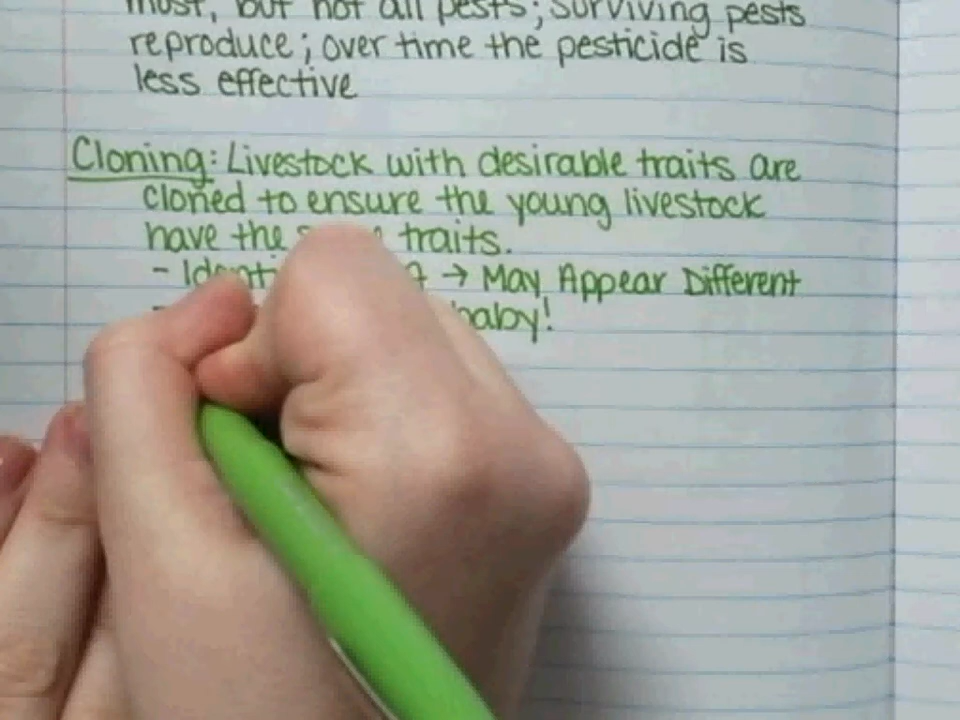 most, but not all pests; surviving pests
reproduce; over time the pesticide is
less effective
Cloning: Livestock with desirable traits are
cloned to ensure the young livestock
have the traits.
- → May Appear Different
- baby!